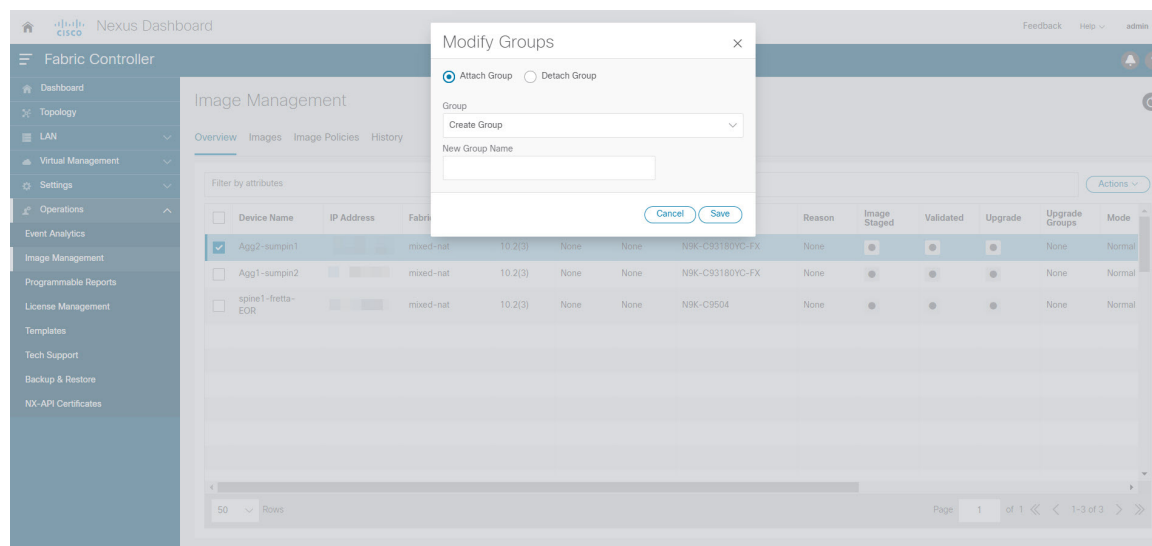 CISCO Nexus Dashboard
Feedback Help admin
Fabric Controller
Dashboard
Topology
LAN
Virtual Management
Settings
Operations
Event Analytics
Image Management
Programmable Reports
License Management
Templates
Tech Support
Backup & Restore
NX-API Certificates
Image Management
Overview Images Image Policies History
Filter by attributes
Actions
Modify Groups
Attach Group Detach Group
Group
Create Group
New Group Name
Cancel Save
Device Name IP Address Reason Image Staged Validated Upgrade Upgrade Groups Mode
Agg2-sumpin1 mixed-nat 10.2(3) None None N9K-C93180YC-FX None None Normal
Agg1-sumpin2 mixed-nat 10.2(3) None None N9K-C93180YC-FX None None Normal
spine1-fretta-EOR mixed-nat 10.2(3) None None N9K-C9504 None None Normal
50 Rows
Page 1 of 1 1-3 of 3